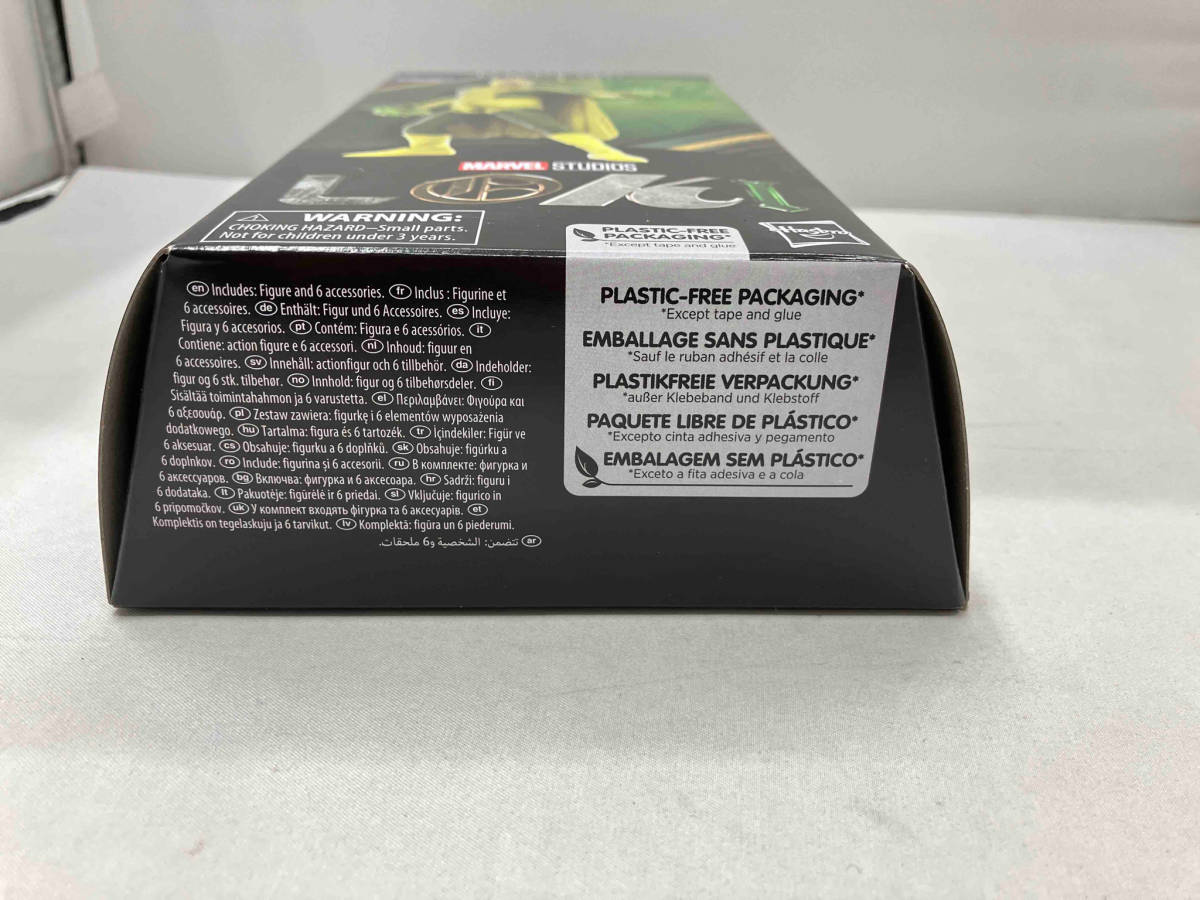 MARVEL STUDIOS
LOKI
WARNING:
CHOKING HAZARD—Small parts.
Not for children under 3 years.
PLASTIC-FREE
PACKAGING*
*Except tape and glue
Hasbro
en Includes: Figure and 6 accessories. fr Inclus : Figurine et
6 accessoires. de Enthält: Figur und 6 Accessoires. es Incluye:
Figura y 6 accesorios. pt Contém: Figura e 6 acessórios. it
Contiene: action figure e 6 accessori. nl Inhoud: figuur en
6 accessoires. sv Innehåll: actionfigur och 6 tillbehör. da Indeholder:
figur og 6 stk. tilbehør. no Innhold: figur og 6 tilbehørsdeler. fi
Sisältää toimintahahmon ja 6 varustetta. el Περιλαμβάνει: Φιγούρα και
6 αξεσουάρ. pl Zestaw zawiera: figurkę i 6 elementów wyposażenia
dodatkowego. hu Tartalma: figura és 6 tartozék. tr İçindekiler: Figür ve
6 aksesuar. cs Obsahuje: figurku a 6 doplňků. sk Obsahuje: figúrku a
6 doplnkov. ro Include: figurina și 6 accesorii. ru В комплекте: фигурка и
6 аксессуаров. bg Включва: фигурка и 6 аксесоара. hr Sadrži: figuru i
6 dodataka. lt Pakuotėje: figūrėlė ir 6 priedai. sl Vključuje: figurico in
6 pripomočkov. uk У комплект входять фігурка та 6 аксесуарів. et
Komplektis on tegelaskuju ja 6 tarvikut. lv Komplektā: figūra un 6 piederumi.
ar تتضمن: الشخصية و6 ملحقات.
PLASTIC-FREE PACKAGING*
*Except tape and glue
EMBALLAGE SANS PLASTIQUE*
*Sauf le ruban adhésif et la colle
PLASTIKFREIE VERPACKUNG*
*außer Klebeband und Klebstoff
PAQUETE LIBRE DE PLÁSTICO*
*Excepto cinta adhesiva y pegamento
EMBALAGEM SEM PLÁSTICO*
*Exceto a fita adesiva e a cola